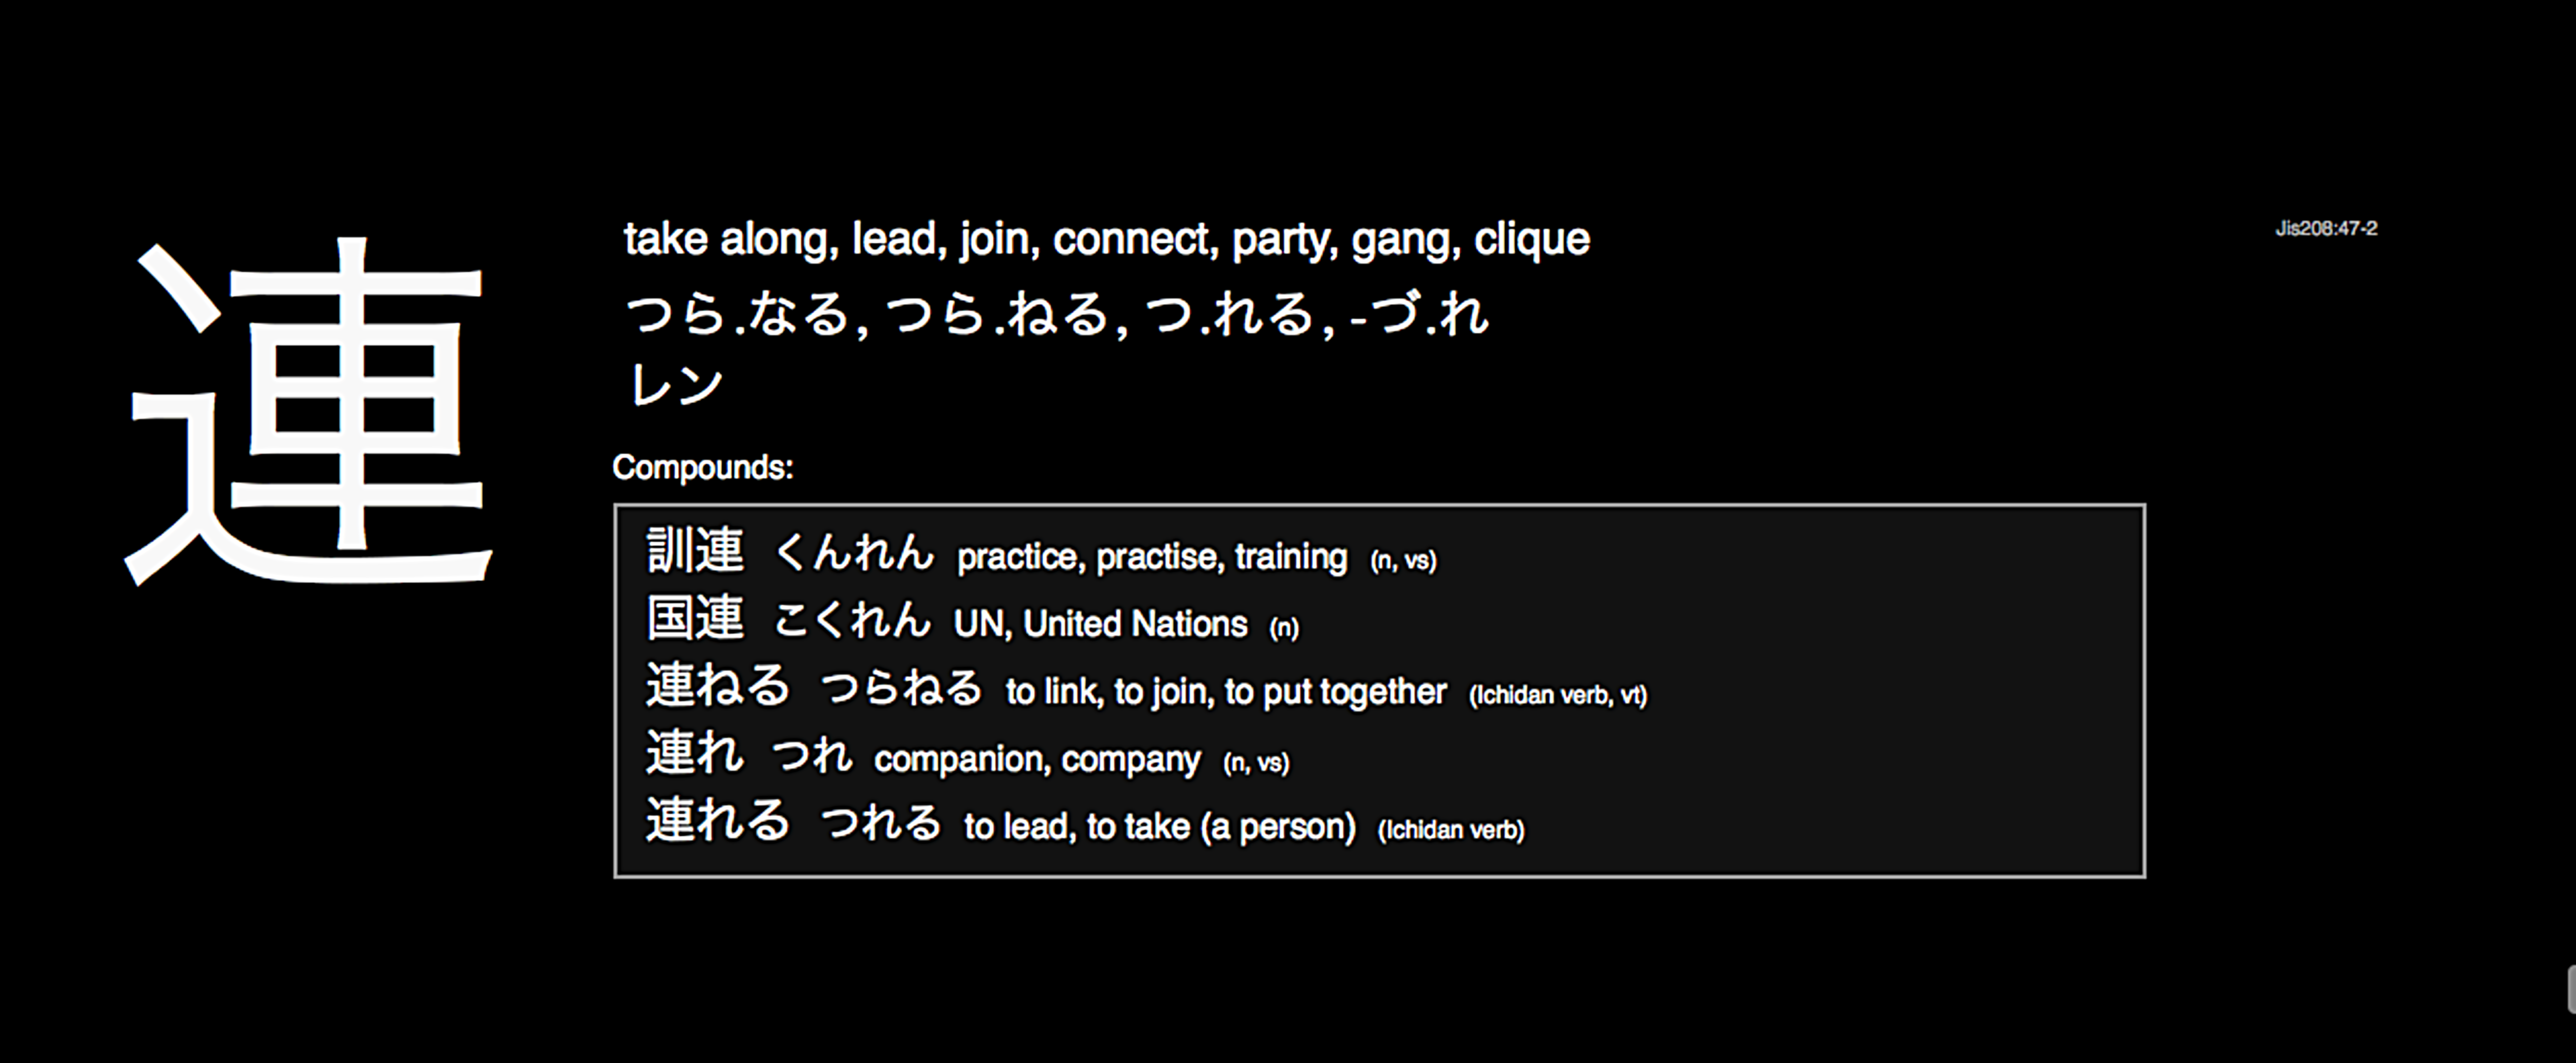 連
take along, lead, join, connect, party, gang, clique
Jis208:47-2
つら.なる, つら.ねる, つ.れる, -づ.れ
レン
Compounds:
訓連 くんれん practice, practise, training (n, vs)
国連 こくれん UN, United Nations (n)
連ねる つらねる to link, to join, to put together (Ichidan verb, vt)
連れ つれ companion, company (n, vs)
連れる つれる to lead, to take (a person) (Ichidan verb)